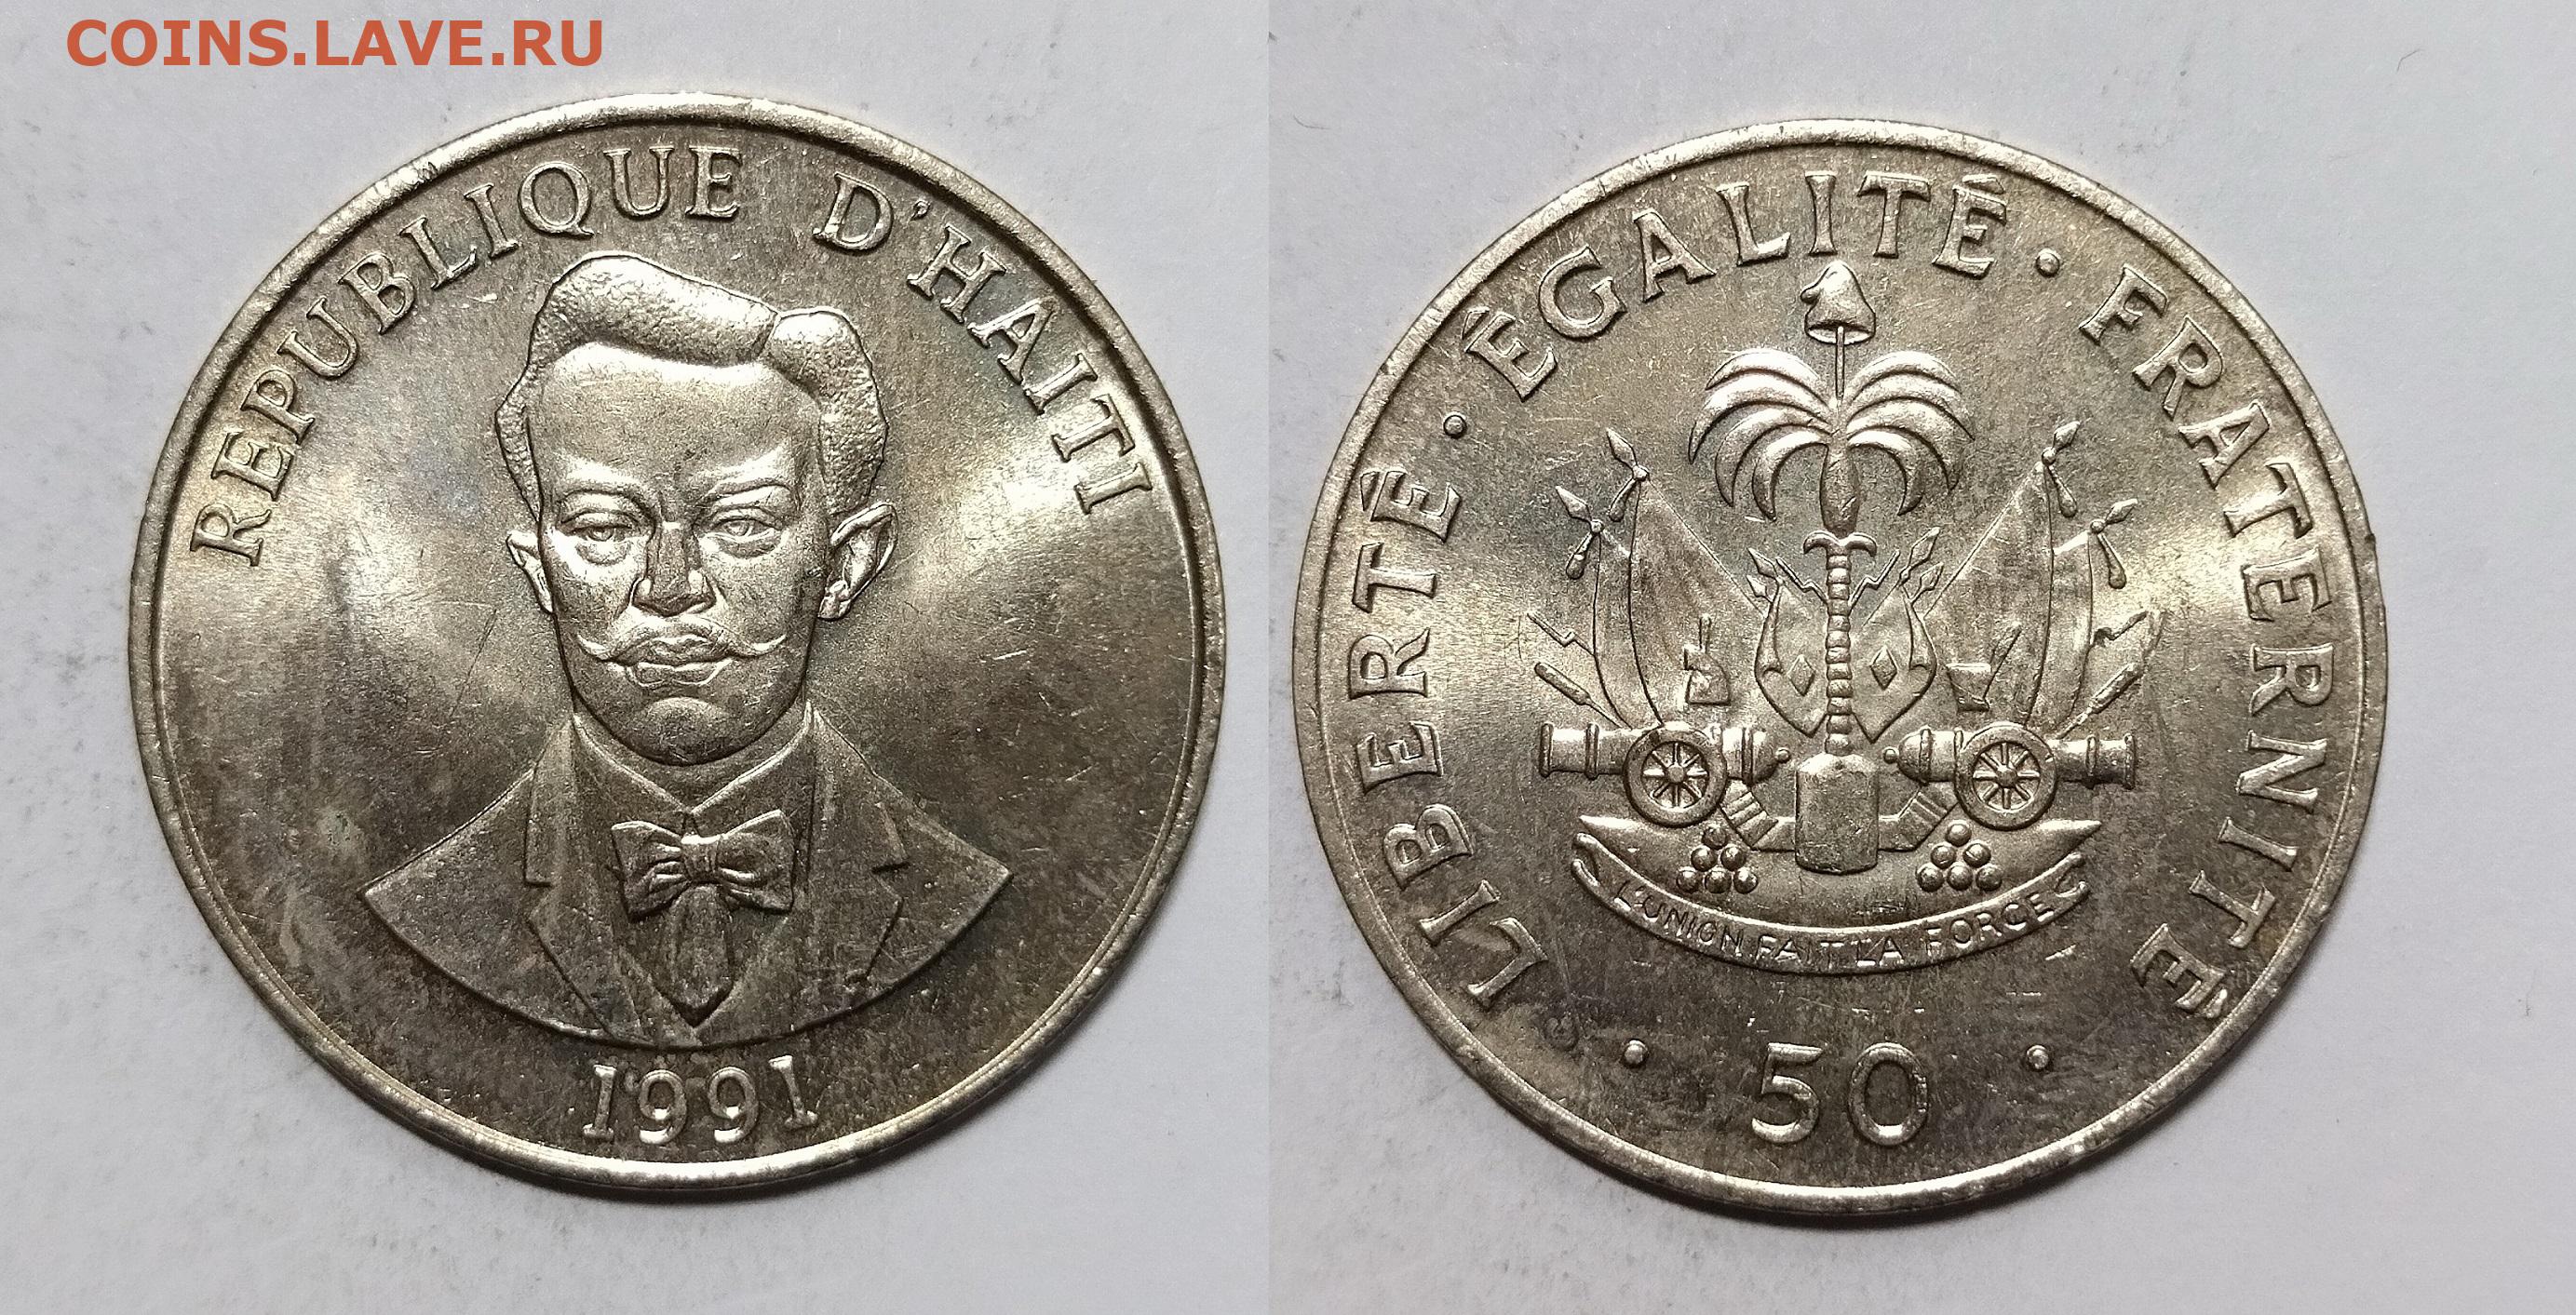 COINS.LAVE.RU
REPUBLIQUE D'HAITI
1991
LIBERTÉ · ÉGALITÉ · FRATERNITÉ
L'UNION FAIT LA FORCE
· 50 ·